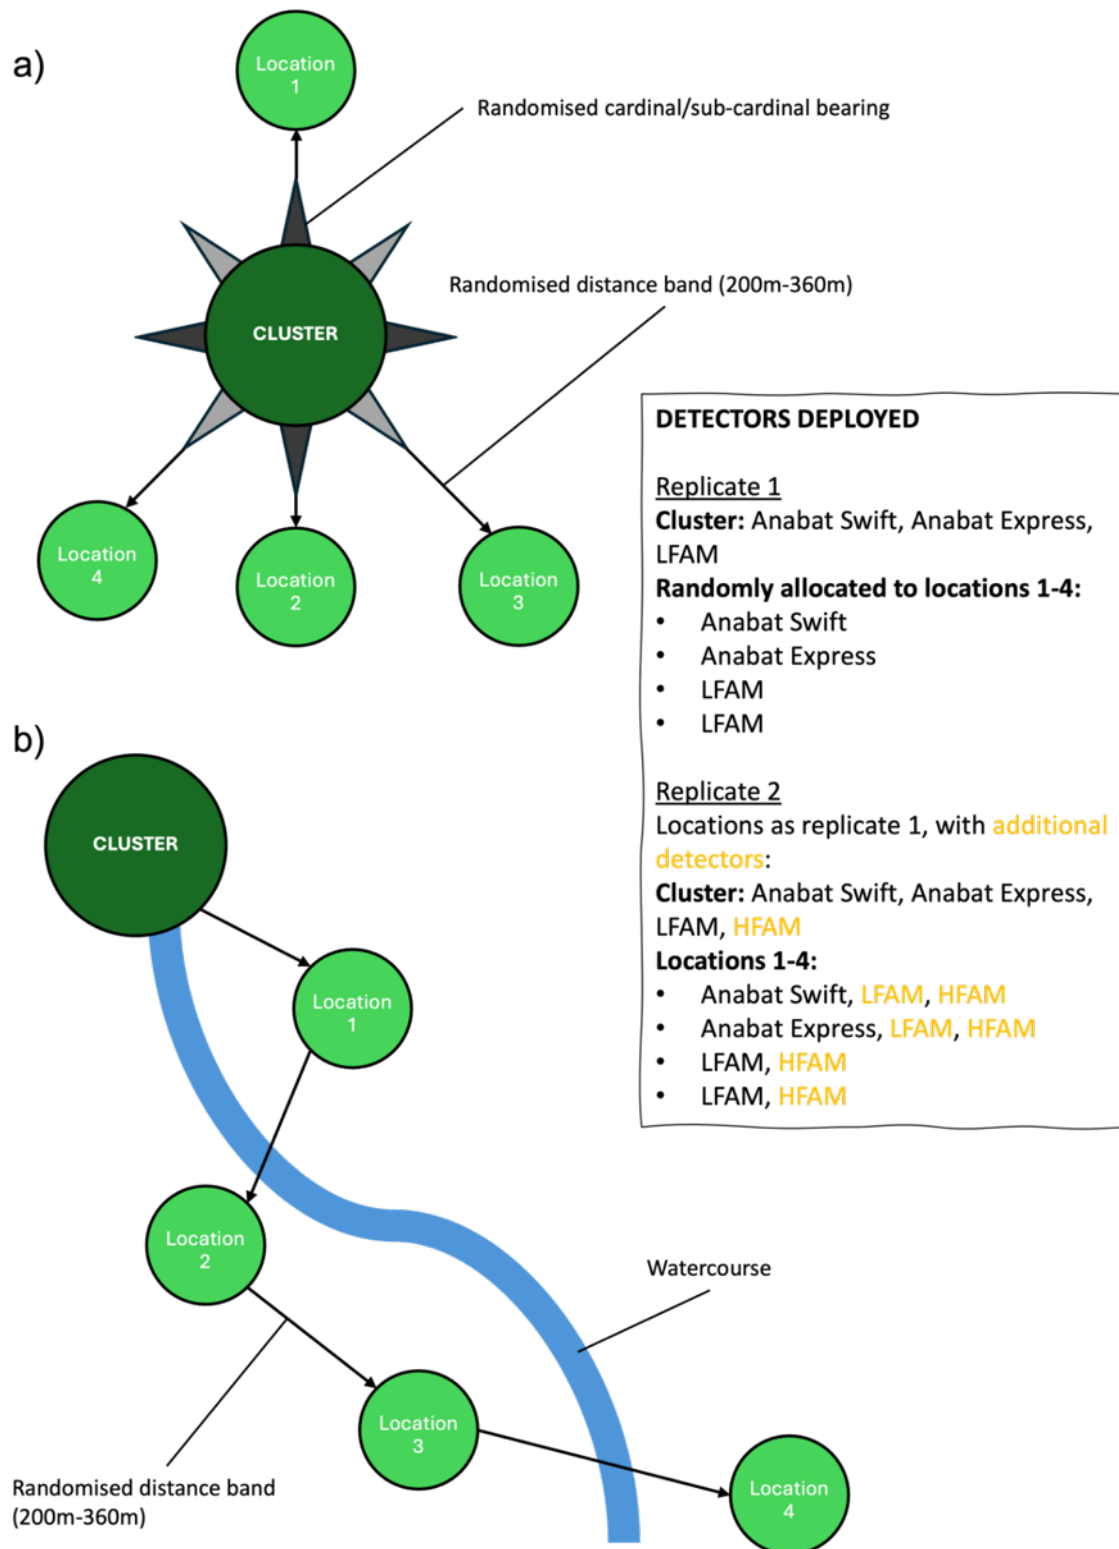 a)
Location
1
Randomised cardinal/sub-cardinal bearing
Randomised distance band (200m-360m)
CLUSTER
Location
4
Location
2
Location
3
DETECTORS DEPLOYED
Replicate 1
Cluster: Anabat Swift, Anabat Express,
LFAM
Randomly allocated to locations 1-4:
• Anabat Swift
• Anabat Express
• LFAM
• LFAM
Replicate 2
Locations as replicate 1, with additional
detectors:
Cluster: Anabat Swift, Anabat Express,
LFAM, HFAM
Locations 1-4:
• Anabat Swift, LFAM, HFAM
• Anabat Express, LFAM, HFAM
• LFAM, HFAM
• LFAM, HFAM
b)
CLUSTER
Location
1
Location
2
Watercourse
Location
3
Randomised distance band
(200m-360m)
Location
4